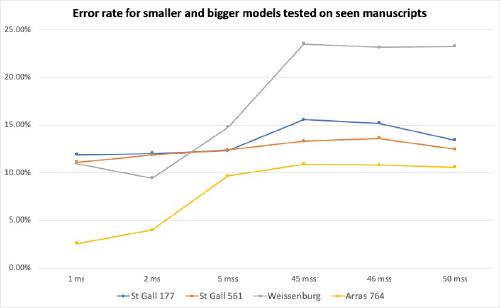 Error rate for smaller and bigger models tested on seen manuscripts
25.00%
20.00%
15.00%
10.00%
5.00%
0.00%
1 ms 2 ms 5 mss 45 mss 46 mss 50 mss
St Gall 177 St Gall 561 Weissenburg Arras 764